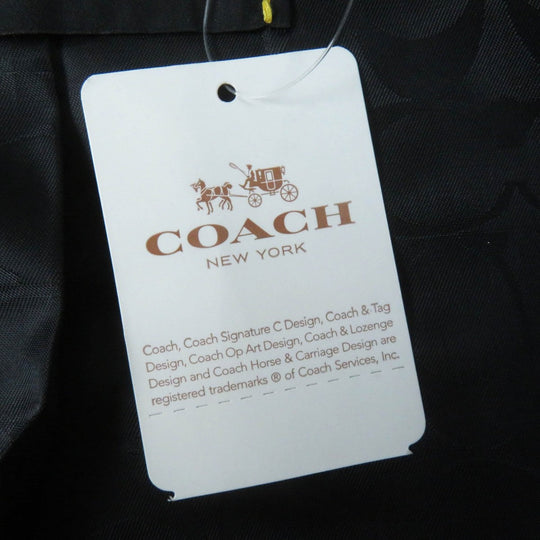 COACH
NEW YORK
Coach, Coach Signature C Design, Coach & Tag
Design, Coach Op Art Design, Coach & Lozenge
Design and Coach Horse & Carriage Design are
registered trademarks ® of Coach Services, Inc.